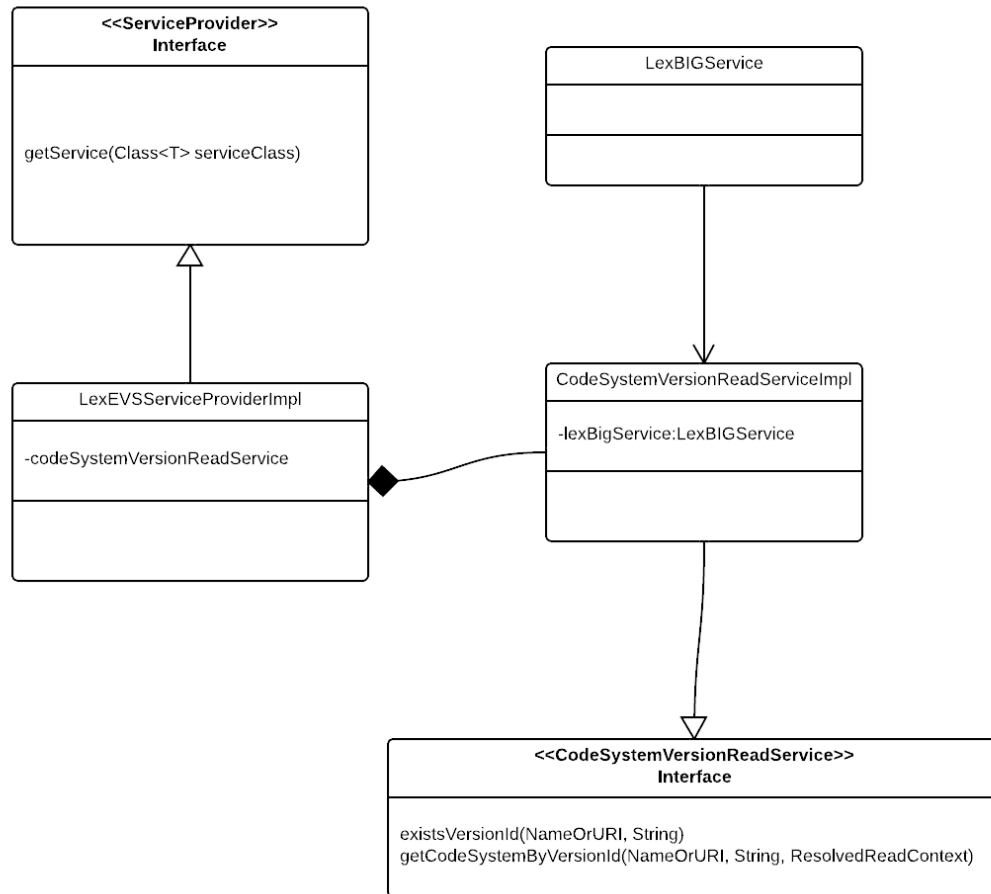 <<ServiceProvider>>
Interface
getService(Class<T> serviceClass)
LexBIGService
LexEVSServiceProviderImpl
-codeSystemVersionReadService
CodeSystemVersionReadServiceImpl
-lexBigService:LexBIGService
<<CodeSystemVersionReadService>>
Interface
existsVersionId(NameOrURI, String)
getCodeSystemByVersionId(NameOrURI, String, ResolvedReadContext)